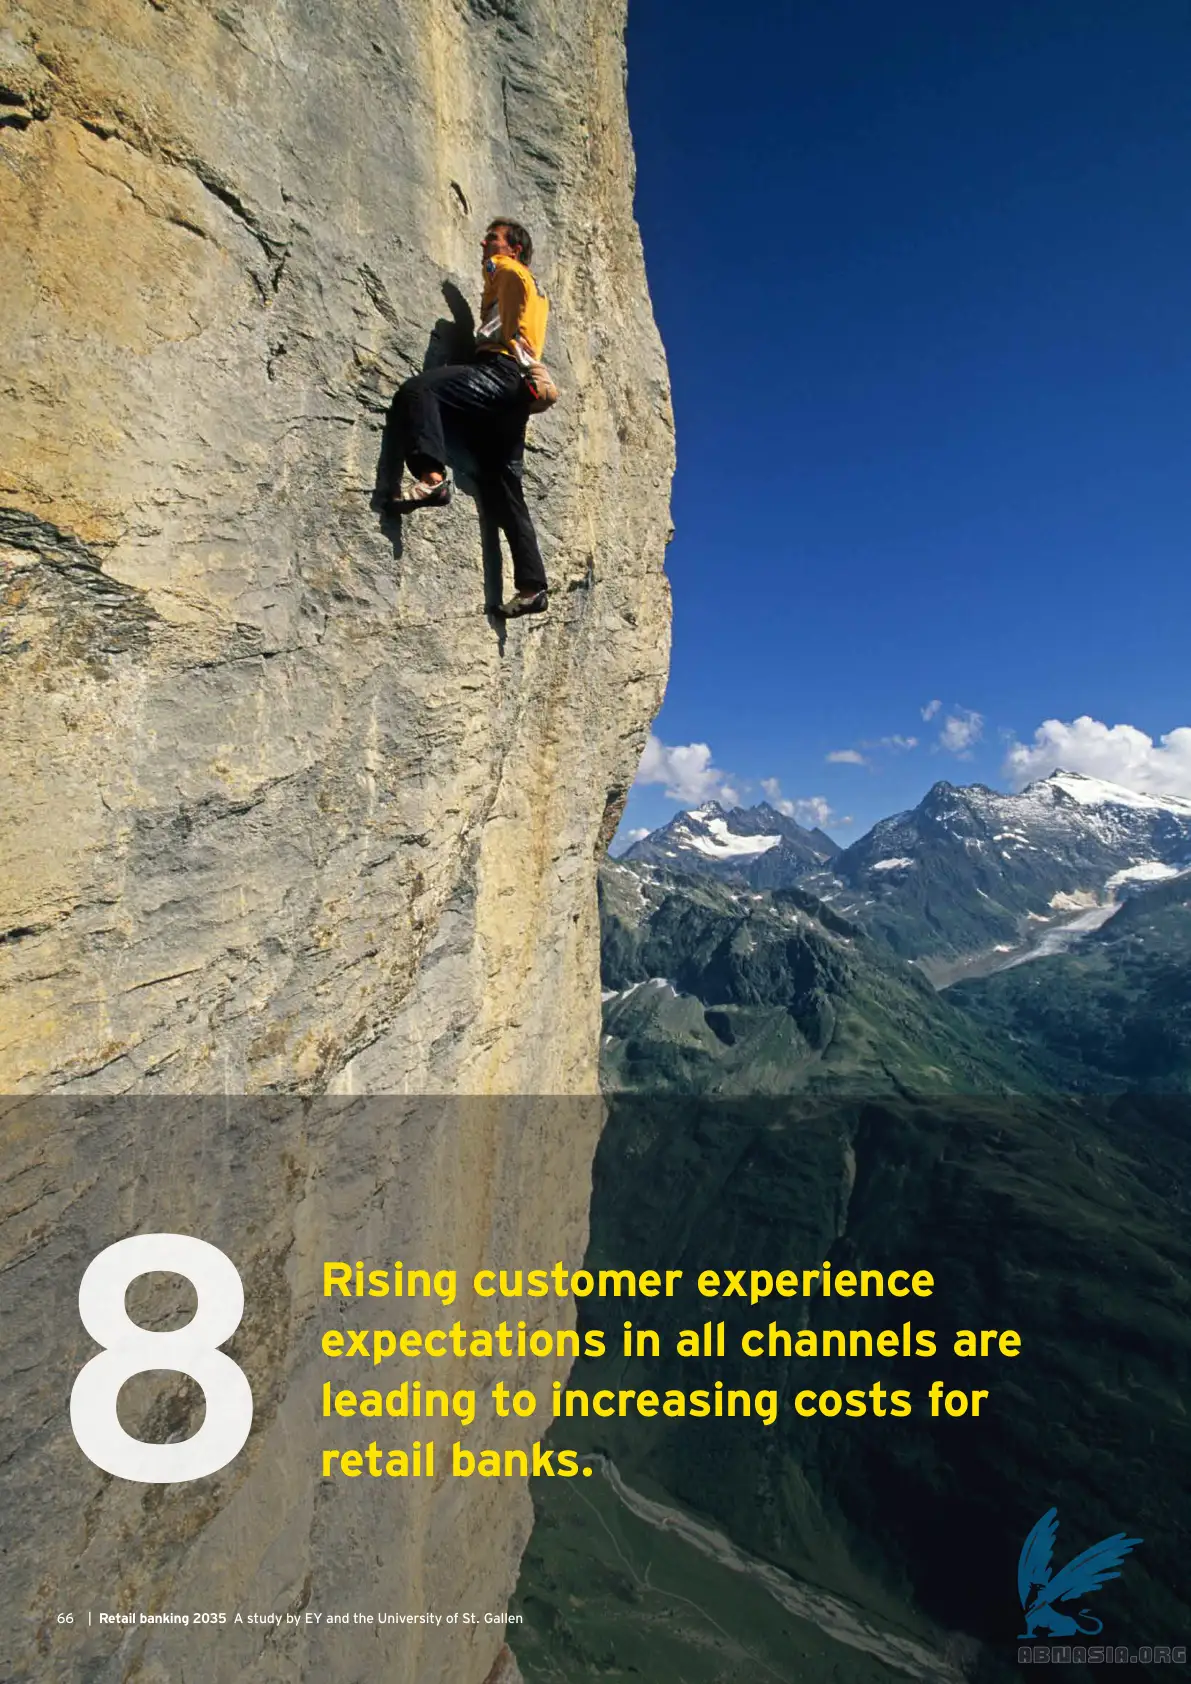 8
Rising customer experience
expectations in all channels are
leading to increasing costs for
retail banks.
66 | Retail banking 2035 A study by EY and the University of St. Gallen
ABNASIA.ORG